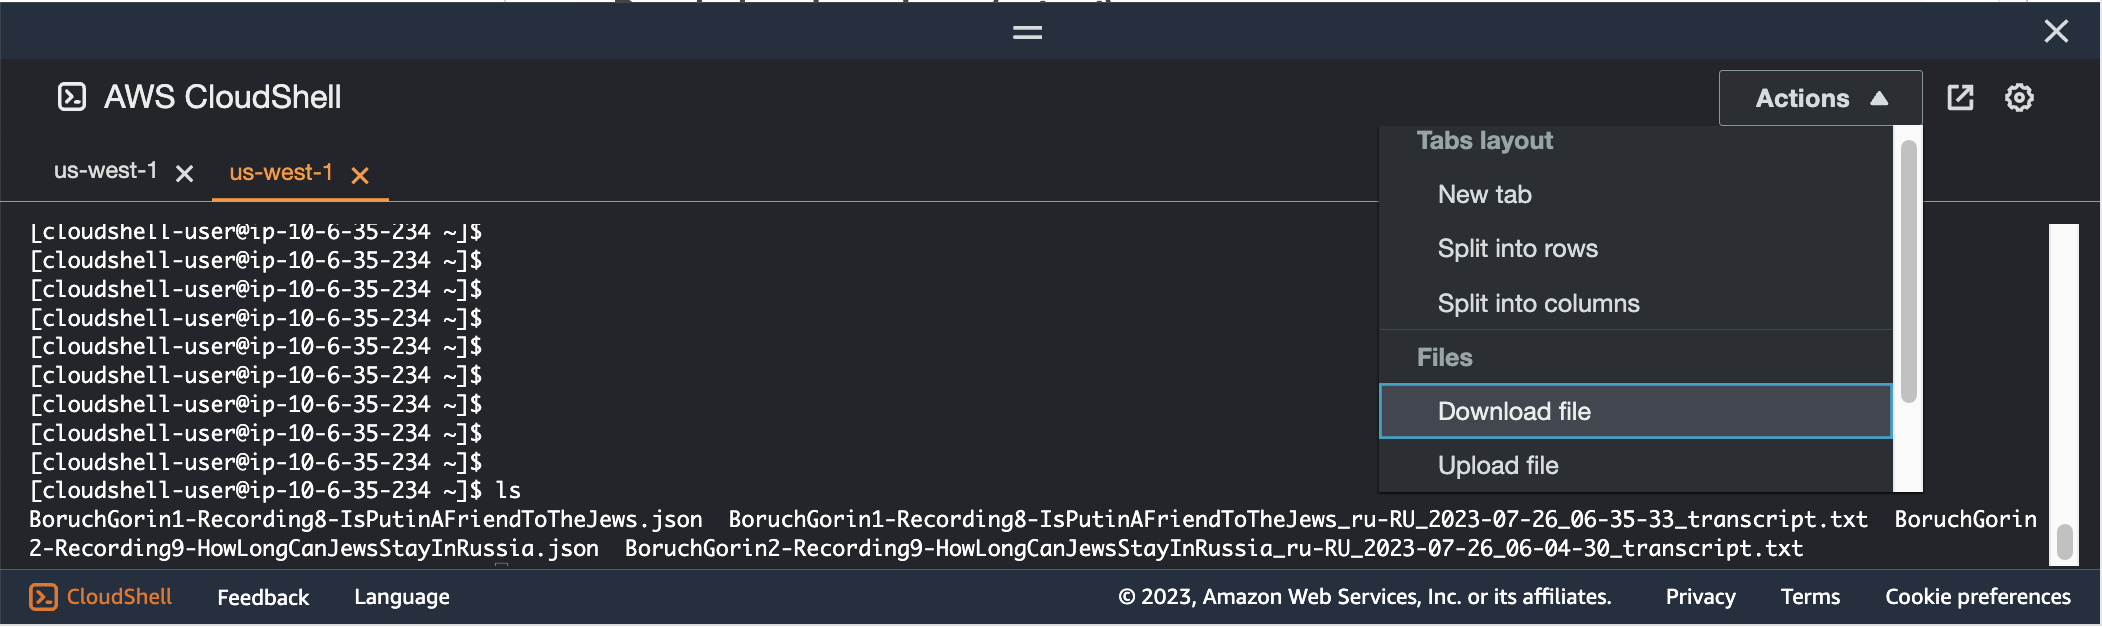 AWS CloudShell
Actions
us-west-1
us-west-1
Tabs layout
New tab
Split into rows
Split into columns
Files
Download file
Upload file
[cloudshell-user@ip-10-6-35-234 ~]$
[cloudshell-user@ip-10-6-35-234 ~]$
[cloudshell-user@ip-10-6-35-234 ~]$
[cloudshell-user@ip-10-6-35-234 ~]$
[cloudshell-user@ip-10-6-35-234 ~]$
[cloudshell-user@ip-10-6-35-234 ~]$
[cloudshell-user@ip-10-6-35-234 ~]$
[cloudshell-user@ip-10-6-35-234 ~]$
[cloudshell-user@ip-10-6-35-234 ~]$
[cloudshell-user@ip-10-6-35-234 ~]$ ls
BoruchGorin1-Recording8-IsPutinAFriendToTheJews.json  BoruchGorin1-Recording8-IsPutinAFriendToTheJews_ru-RU_2023-07-26_06-35-33_transcript.txt  BoruchGorin
2-Recording9-HowLongCanJewsStayInRussia.json  BoruchGorin2-Recording9-HowLongCanJewsStayInRussia_ru-RU_2023-07-26_06-04-30_transcript.txt
CloudShell Feedback Language © 2023, Amazon Web Services, Inc. or its affiliates. Privacy Terms Cookie preferences